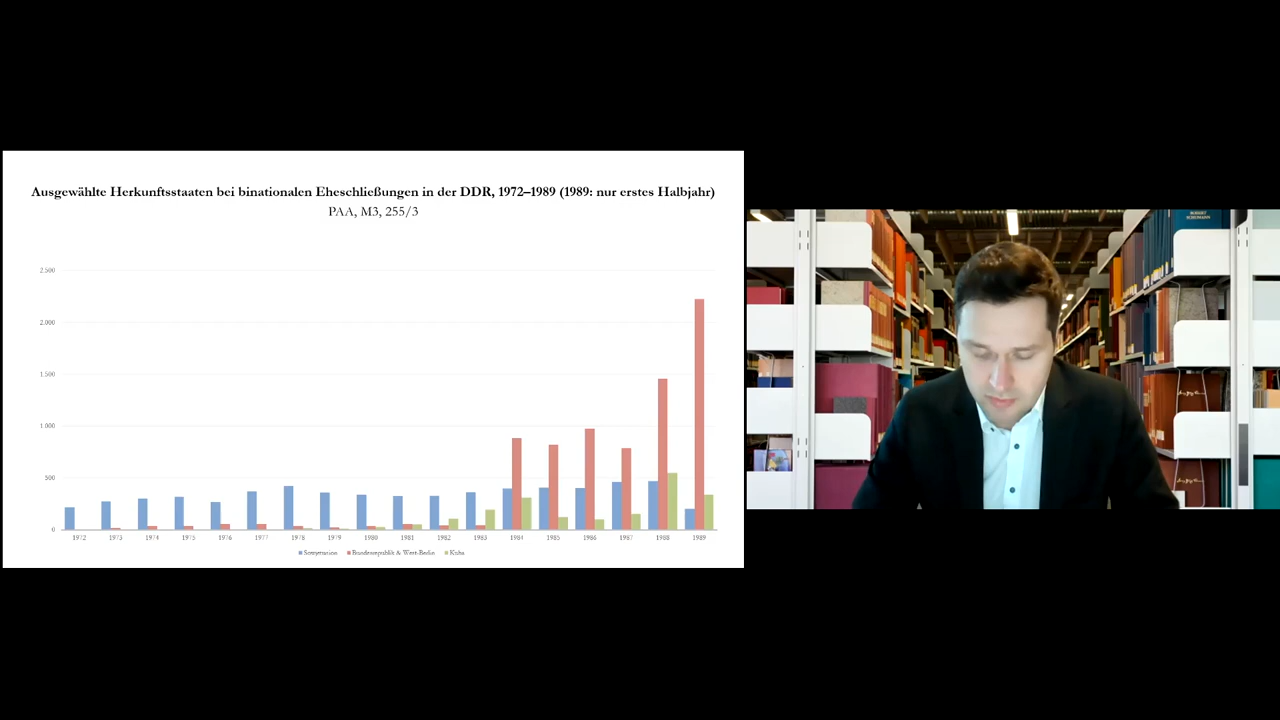 Ausgewählte Herkunftsstaaten bei binationalen Eheschließungen in der DDR, 1972–1989 (1989: nur erstes Halbjahr)
PAA, M3, 255/3
2.500
2.000
1.500
1.000
500
0
1972 1973 1974 1975 1976 1977 1978 1979 1980 1981 1982 1983 1984 1985 1986 1987 1988 1989
Sowjetunion Bundesrepublik & West-Berlin Kuba
ROBERT SCHUMANN